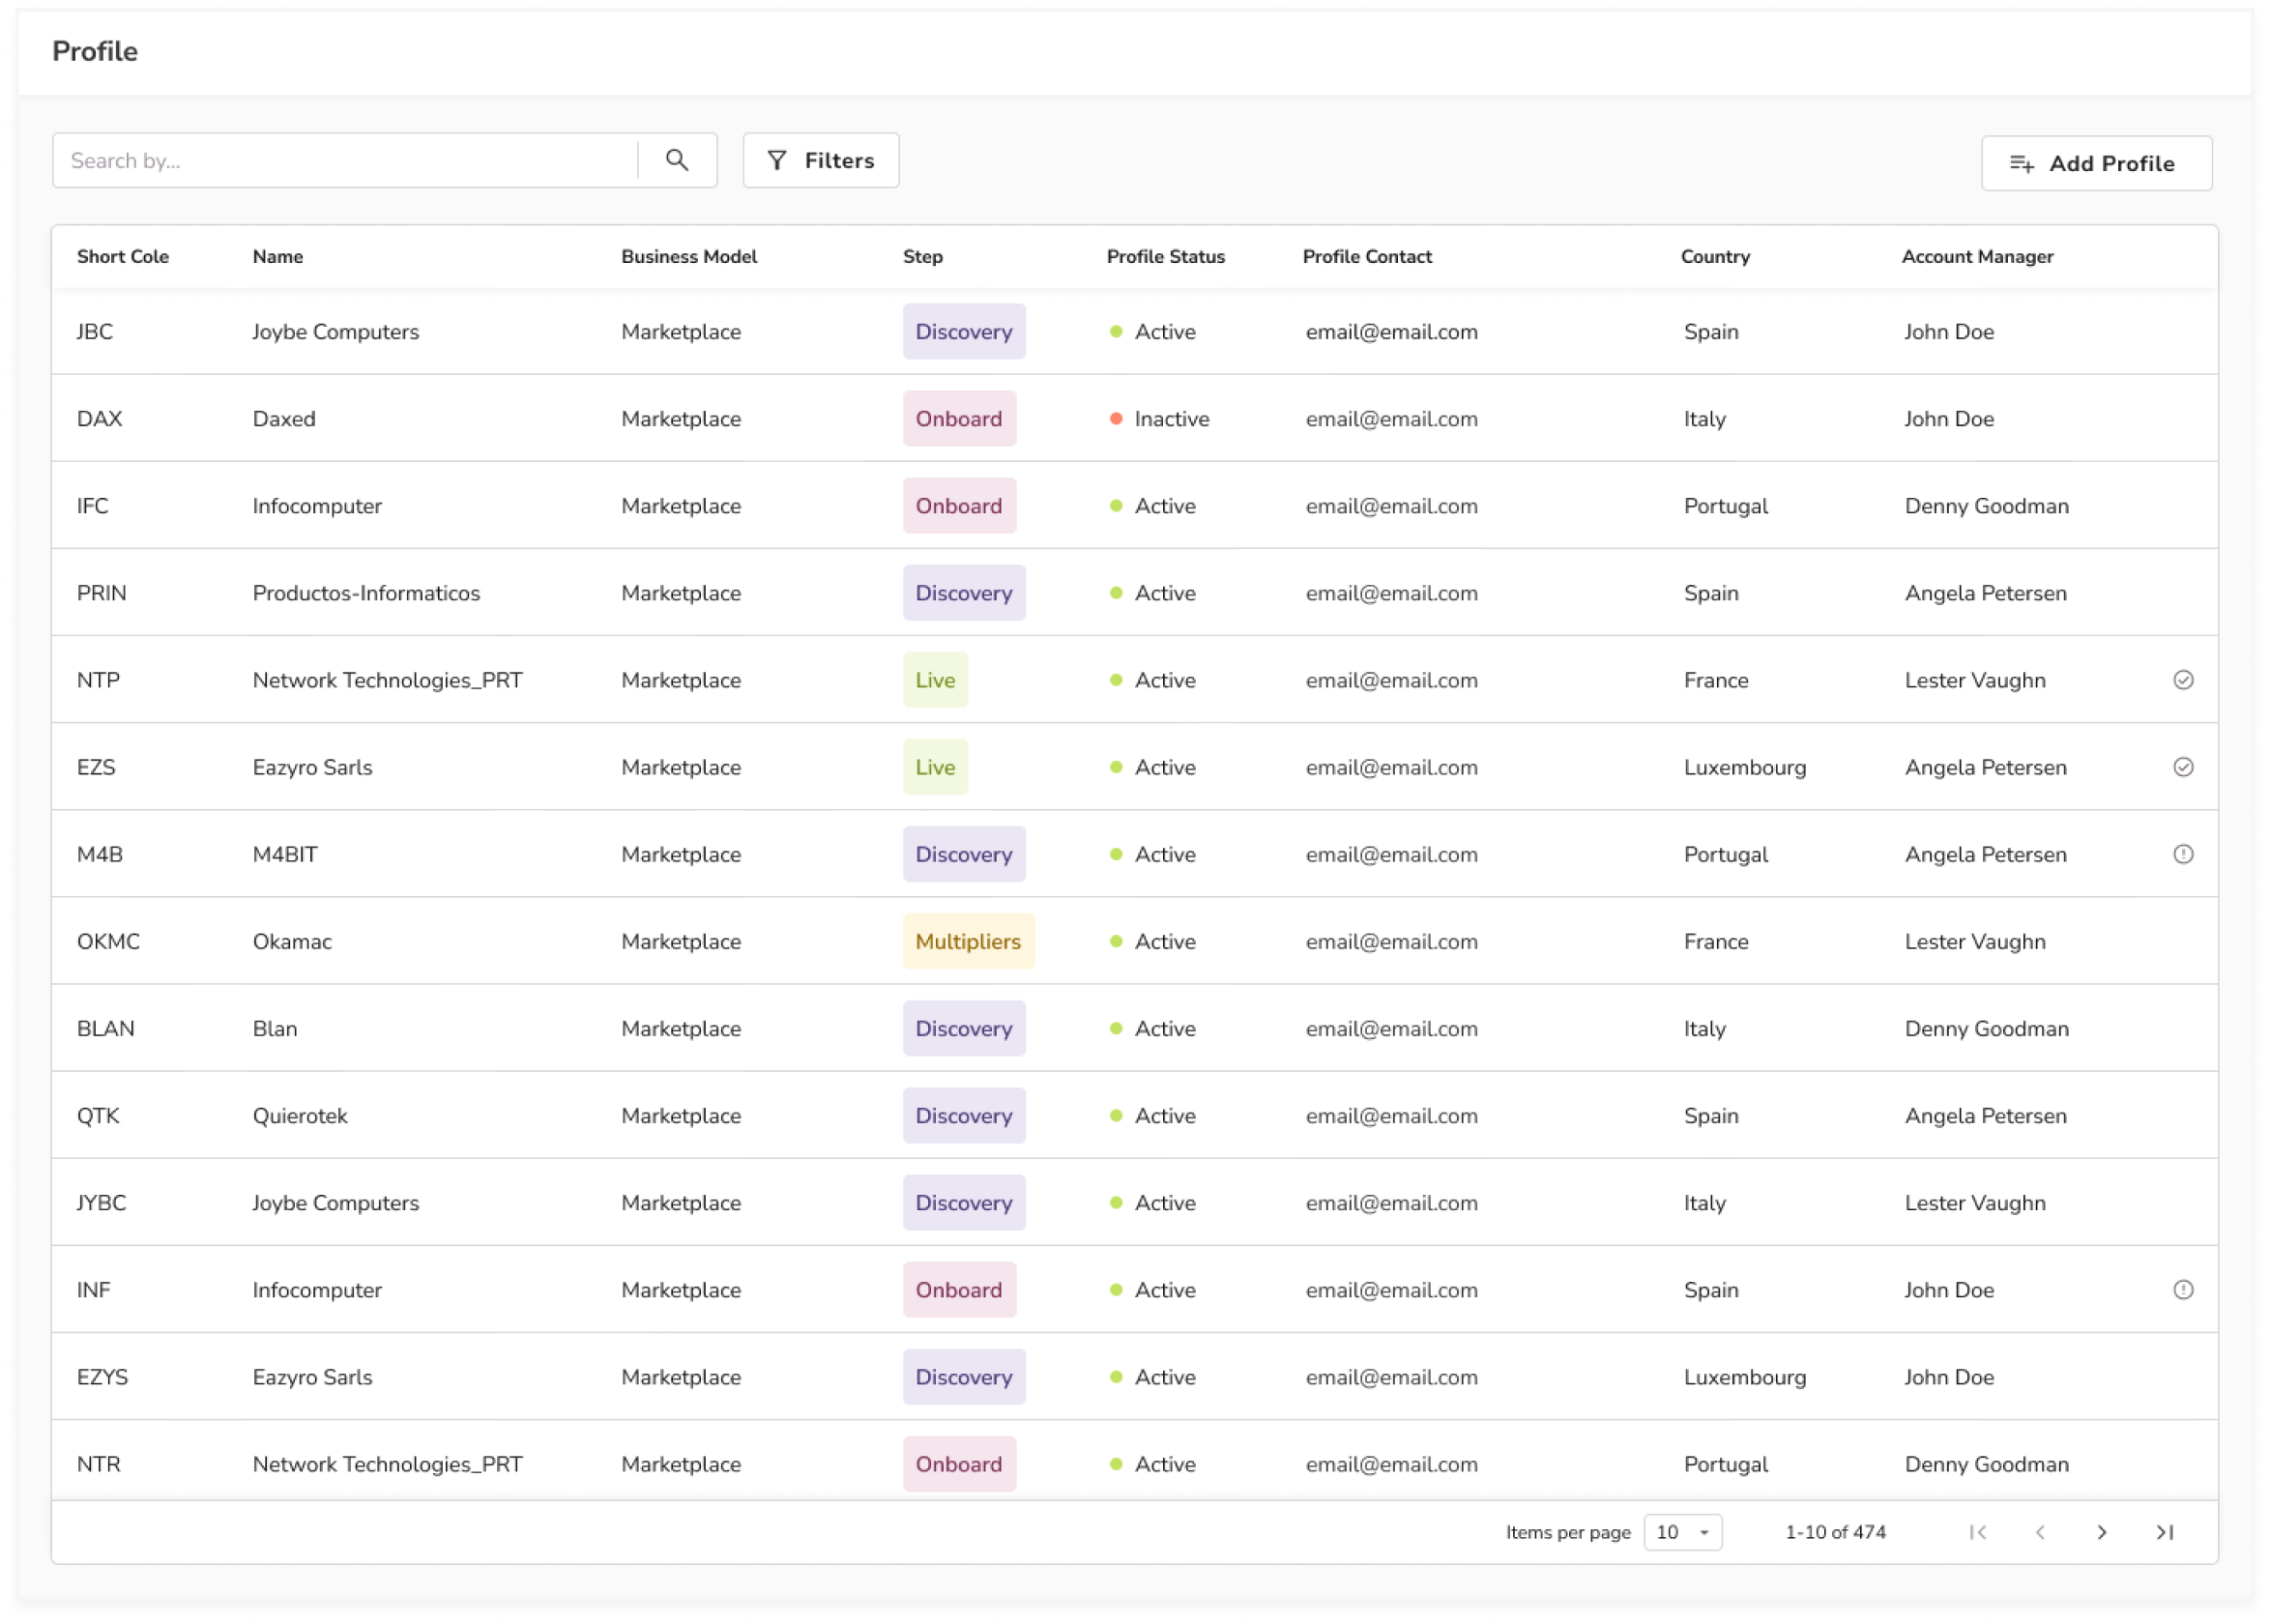 Profile
Search by...
Filters
Add Profile
Short Cole Name Business Model Step Profile Status Profile Contact Country Account Manager
JBC Joybe Computers Marketplace Discovery Active email@email.com Spain John Doe
DAX Daxed Marketplace Onboard Inactive email@email.com Italy John Doe
IFC Infocomputer Marketplace Onboard Active email@email.com Portugal Denny Goodman
PRIN Productos-Informaticos Marketplace Discovery Active email@email.com Spain Angela Petersen
NTP Network Technologies_PRT Marketplace Live Active email@email.com France Lester Vaughn
EZS Eazyro Sarls Marketplace Live Active email@email.com Luxembourg Angela Petersen
M4B M4BIT Marketplace Discovery Active email@email.com Portugal Angela Petersen
OKMC Okamac Marketplace Multipliers Active email@email.com France Lester Vaughn
BLAN Blan Marketplace Discovery Active email@email.com Italy Denny Goodman
QTK Quierotek Marketplace Discovery Active email@email.com Spain Angela Petersen
JYBC Joybe Computers Marketplace Discovery Active email@email.com Italy Lester Vaughn
INF Infocomputer Marketplace Onboard Active email@email.com Spain John Doe
EZYS Eazyro Sarls Marketplace Discovery Active email@email.com Luxembourg John Doe
NTR Network Technologies_PRT Marketplace Onboard Active email@email.com Portugal Denny Goodman
Items per page 10 1-10 of 474